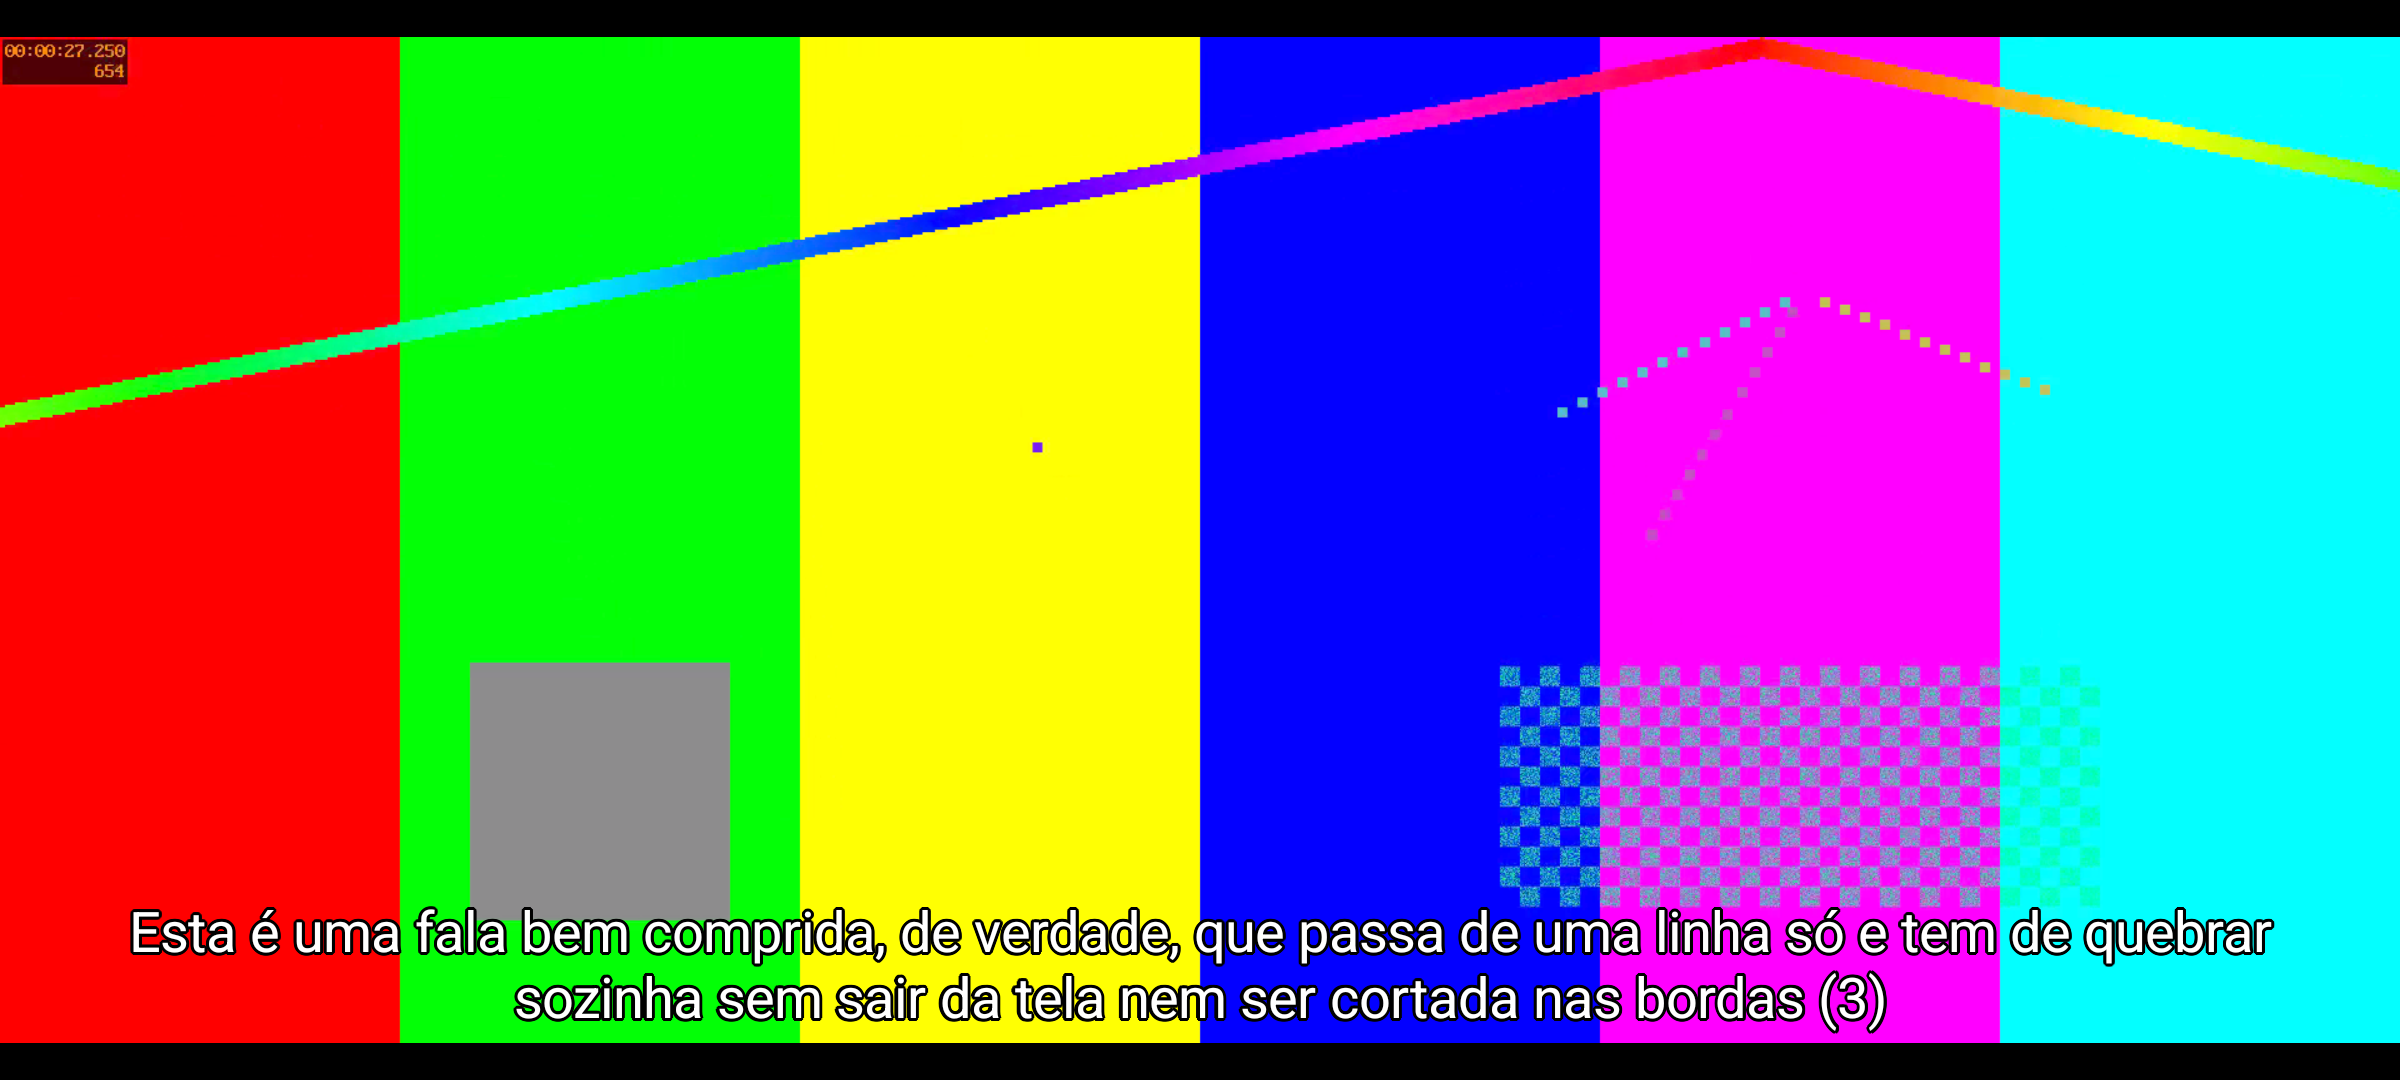 00:00:27.250
654
Esta é uma fala bem comprida, de verdade, que passa de uma linha só e tem de quebrar
sozinha sem sair da tela nem ser cortada nas bordas (3)